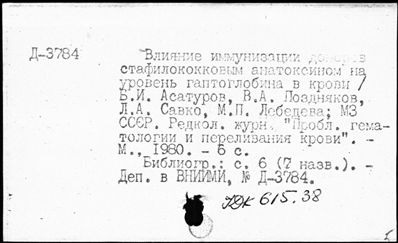 Д-3784 Влияние иммунизации доноров
стафилококковым анатоксином на
уровень гаптоглобина в крови /
Б.И. Асатуров, В.А. Поздняков,
Л.А. Савко, М.П. Лебедева; МЗ
СССР. Редкол. журн. "Пробл. гема-
тологии и переливания крови". -
М., 1980. - 6 с.
Библиогр.: с. 6 (7 назв.). -
Деп. в ВНИИМИ, № Д-3784.
УДК 615.38